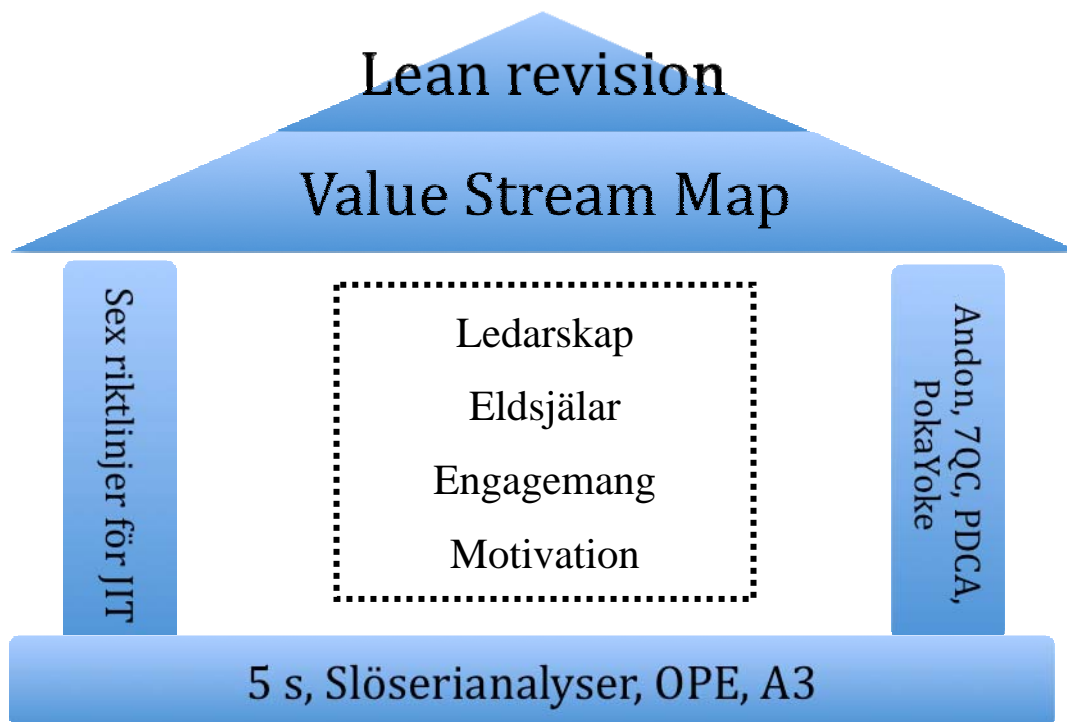 Lean revision
Value Stream Map
Sex riktlinjer för JIT
Ledarskap
Eldsjälar
Engagemang
Motivation
Andon, 7QC, PDCA,
PokaYoke
5 s, Slöserianalyser, OPE, A3